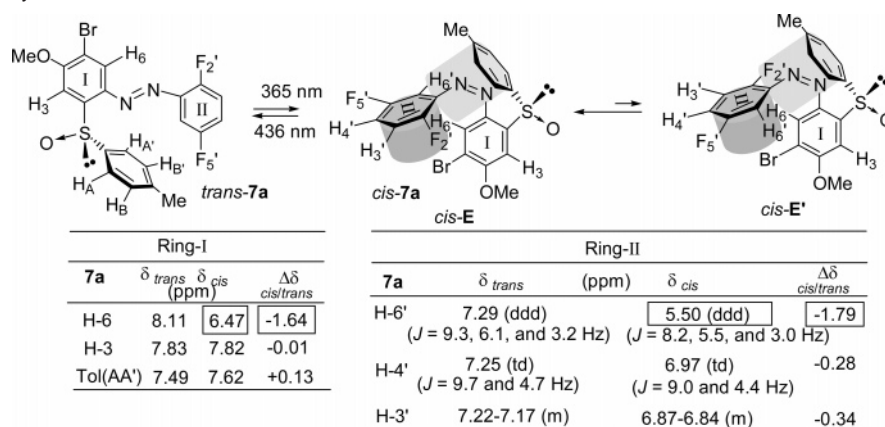 Br
MeO
H6
I
H3
N=N
F2'
II
F5'
S
O
HA'
HB'
HA
HB
Me
trans-7a
365 nm
436 nm
Me
H6'
N=N
F5'
II
H4'
H3'
F2'
H6
I
S
O
Br
H3
OMe
cis-7a
cis-E
Me
F2'
N=N
H3'
II
H4'
F5'
H6
H6'
I
S
O
Br
H3
OMe
cis-E'
Ring-I
7a δ trans δ cis Δδ
(ppm) cis/trans
H-6 8.11 6.47 -1.64
H-3 7.83 7.82 -0.01
Tol(AA') 7.49 7.62 +0.13
Ring-II
7a δ trans (ppm) δ cis Δδ
cis/trans
H-6' 7.29 (ddd) 5.50 (ddd) -1.79
(J = 9.3, 6.1, and 3.2 Hz) (J = 8.2, 5.5, and 3.0 Hz)
H-4' 7.25 (td) 6.97 (td) -0.28
(J = 9.7 and 4.7 Hz) (J = 9.0 and 4.4 Hz)
H-3' 7.22-7.17 (m) 6.87-6.84 (m) -0.34